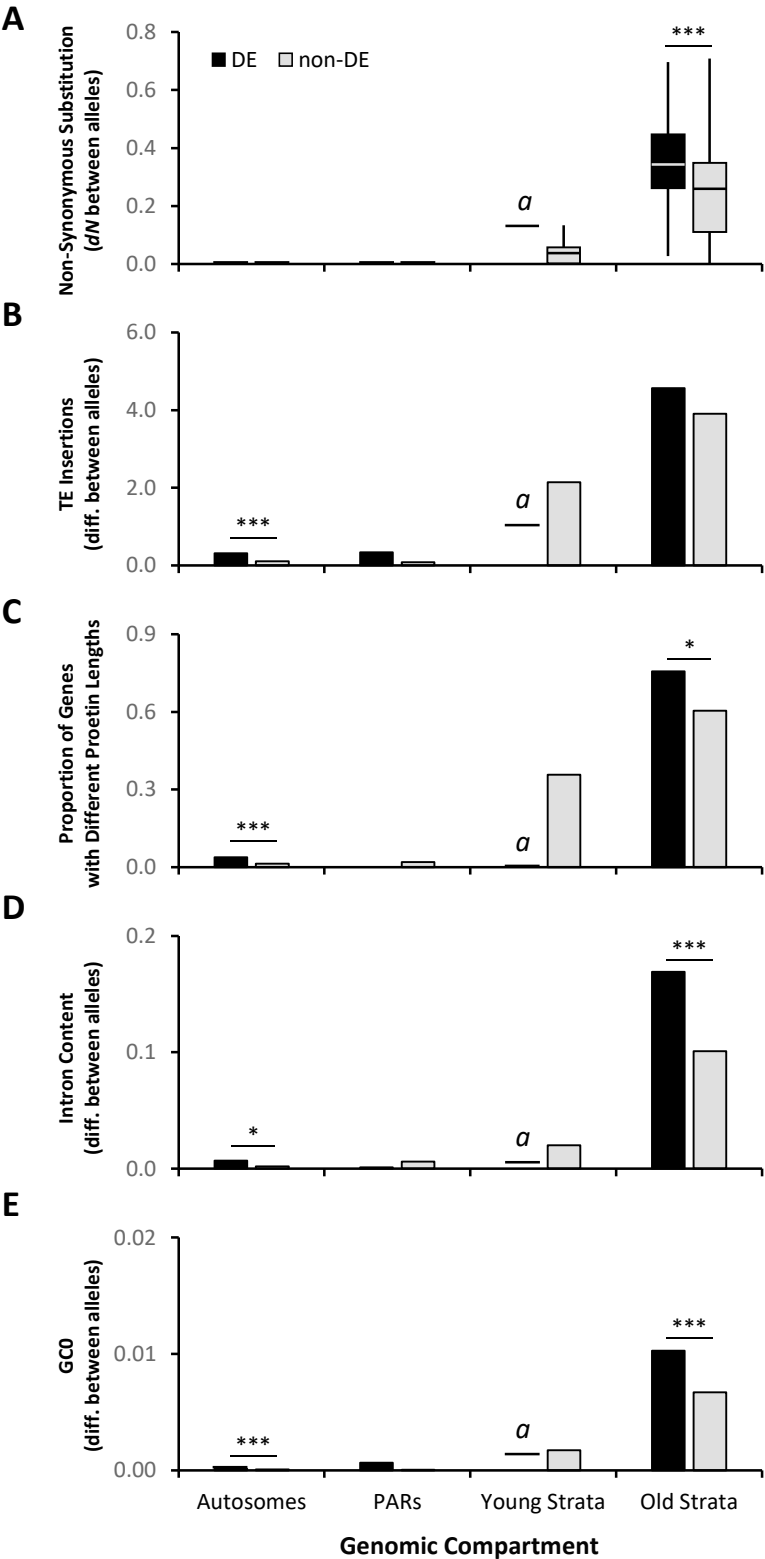 A
Non-Synonymous Substitution
(dN between alleles)
0.8
0.6
0.4
0.2
0.0
DE
non-DE
a
***
B
TE Insertions
(diff. between alleles)
6.0
4.0
2.0
0.0
***
a
C
Proportion of Genes
with Different Proetin Lengths
0.9
0.6
0.3
0.0
***
a
*
D
Intron Content
(diff. between alleles)
0.2
0.1
0.0
*
a
***
E
GC0
(diff. between alleles)
0.02
0.01
0.00
***
a
***
Autosomes
PARs
Young Strata
Old Strata
Genomic Compartment